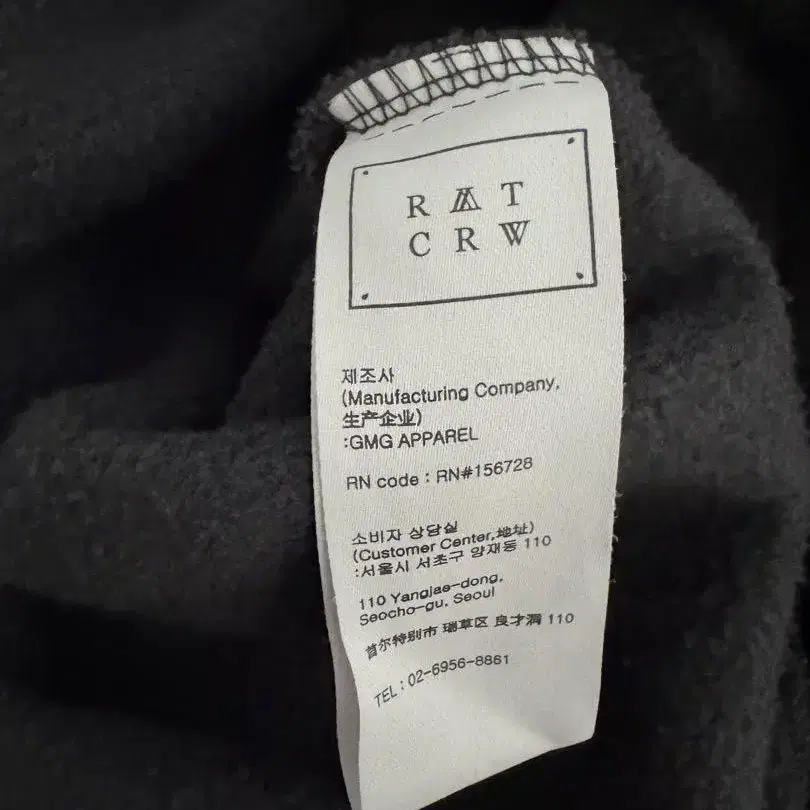 RAT
CRW
제조사
(Manufacturing Company,
生产企业)
:GMG APPAREL
RN code : RN#156728
소비자 상담실
(Customer Center,地址)
:서울시 서초구 양재동 110
110 Yangjae-dong,
Seocho-gu, Seoul
首尔特别市 瑞草区 良才洞 110
TEL : 02-6956-8861